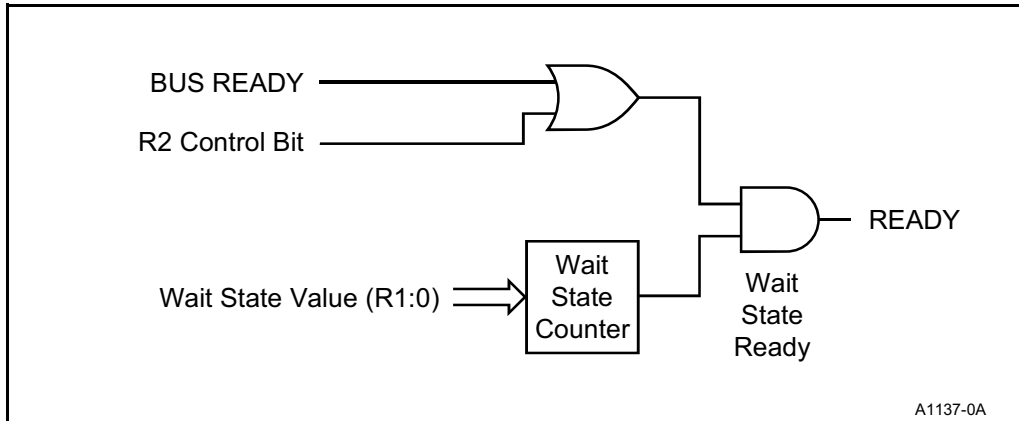 BUS READY
R2 Control Bit
READY
Wait State Value (R1:0)
Wait
State
Counter
Wait
State
Ready
A1137-0A